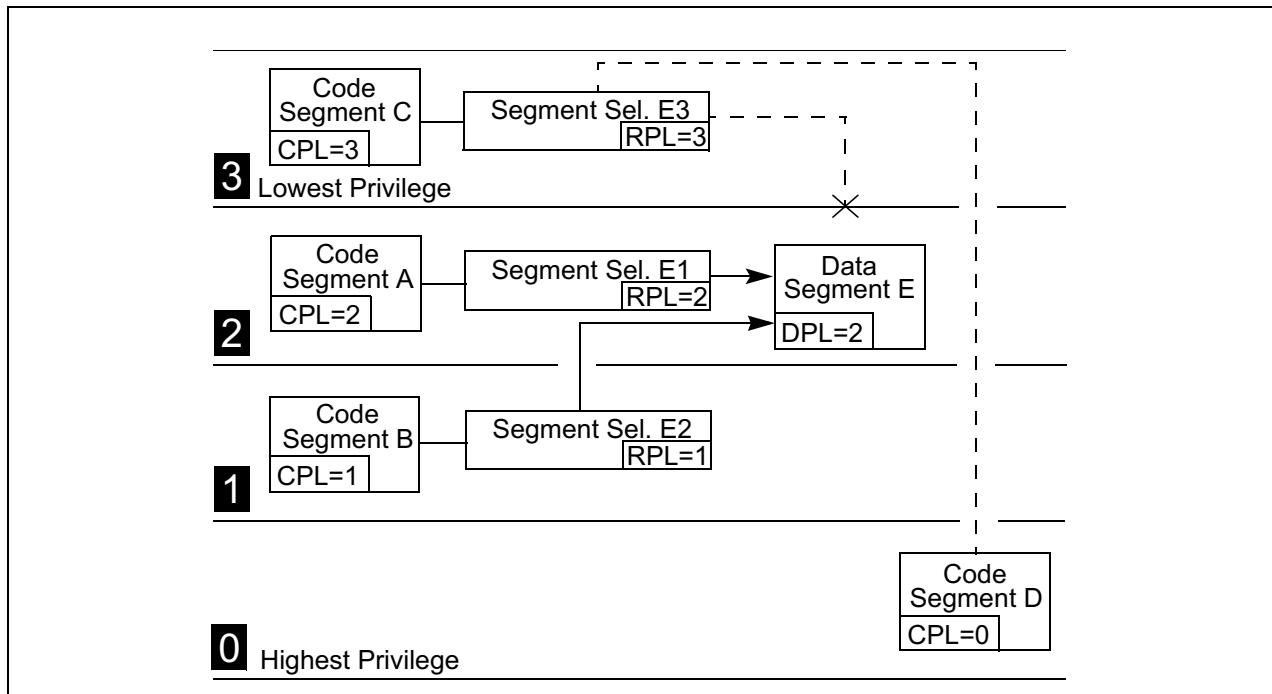 Code
Segment C
CPL=3
Segment Sel. E3
RPL=3
3
Lowest Privilege
Code
Segment A
CPL=2
Segment Sel. E1
RPL=2
Data
Segment E
DPL=2
2
Code
Segment B
CPL=1
Segment Sel. E2
RPL=1
1
Code
Segment D
CPL=0
0
Highest Privilege